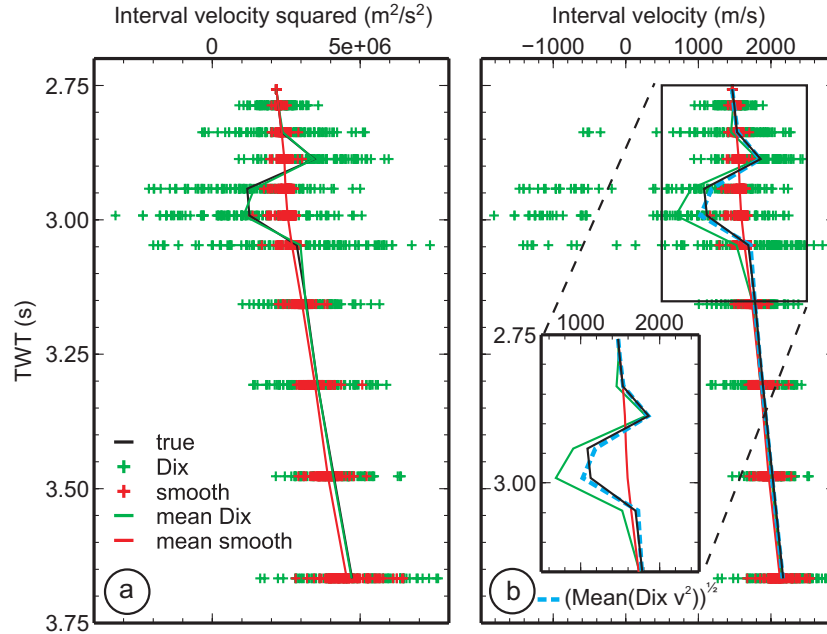 Interval velocity squared (m²/s²)
0 5e+06
TWT (s)
2.75
3.00
3.25
3.50
3.75
true
Dix
smooth
mean Dix
mean smooth
a
Interval velocity (m/s)
−1000 0 1000 2000
1000 2000
2.75
3.00
b
(Mean(Dix v²))^½